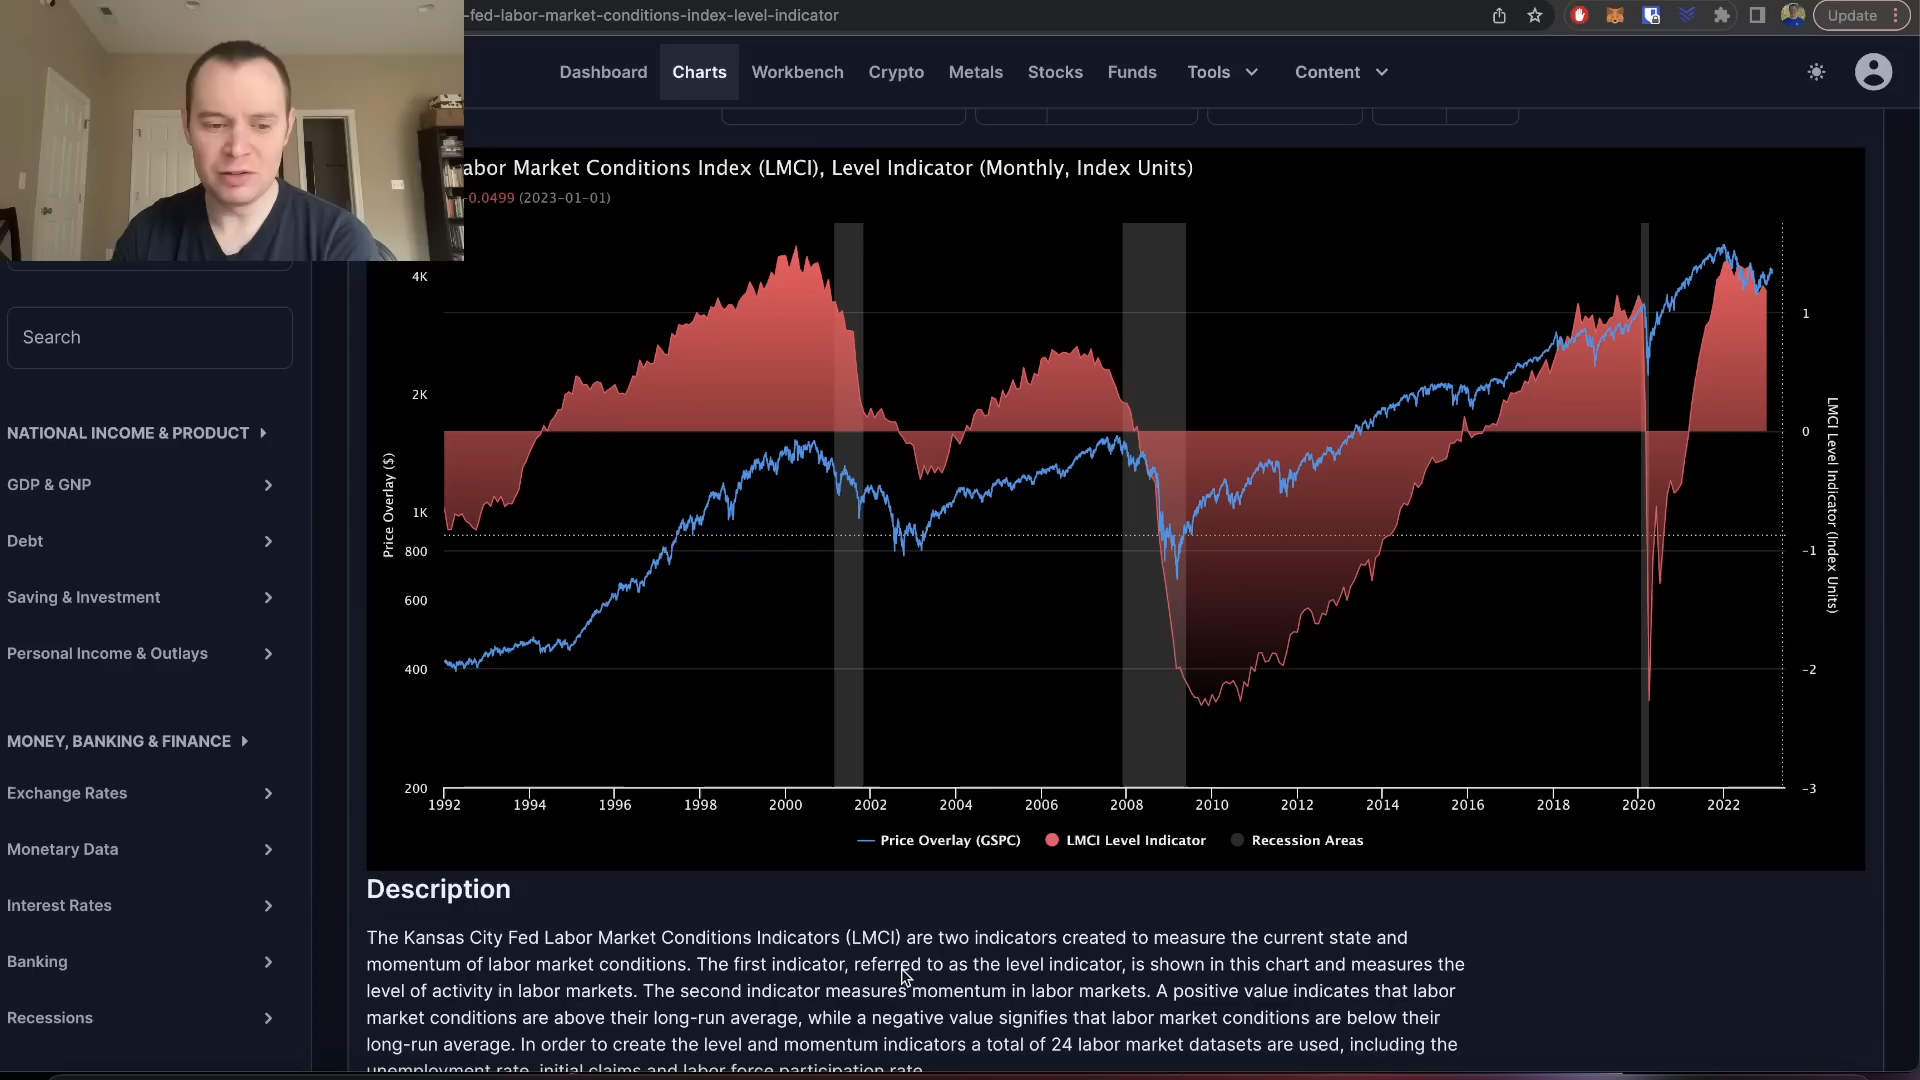 -fed-labor-market-conditions-index-level-indicator
Update
Dashboard
Charts
Workbench
Crypto
Metals
Stocks
Funds
Tools
Content
abor Market Conditions Index (LMCI), Level Indicator (Monthly, Index Units)
-0.0499 (2023-01-01)
Search
NATIONAL INCOME & PRODUCT
GDP & GNP
Debt
Saving & Investment
Personal Income & Outlays
MONEY, BANKING & FINANCE
Exchange Rates
Monetary Data
Interest Rates
Banking
Recessions
Price Overlay ($)
4K
2K
1K
800
600
400
200
1992 1994 1996 1998 2000 2002 2004 2006 2008 2010 2012 2014 2016 2018 2020 2022
1
0
-1
-2
-3
LMCI Level Indicator (Index Units)
Price Overlay (GSPC)
LMCI Level Indicator
Recession Areas
Description
The Kansas City Fed Labor Market Conditions Indicators (LMCI) are two indicators created to measure the current state and
momentum of labor market conditions. The first indicator, referred to as the level indicator, is shown in this chart and measures the
level of activity in labor markets. The second indicator measures momentum in labor markets. A positive value indicates that labor
market conditions are above their long-run average, while a negative value signifies that labor market conditions are below their
long-run average. In order to create the level and momentum indicators a total of 24 labor market datasets are used, including the
unemployment rate, initial claims and labor force participation rate.